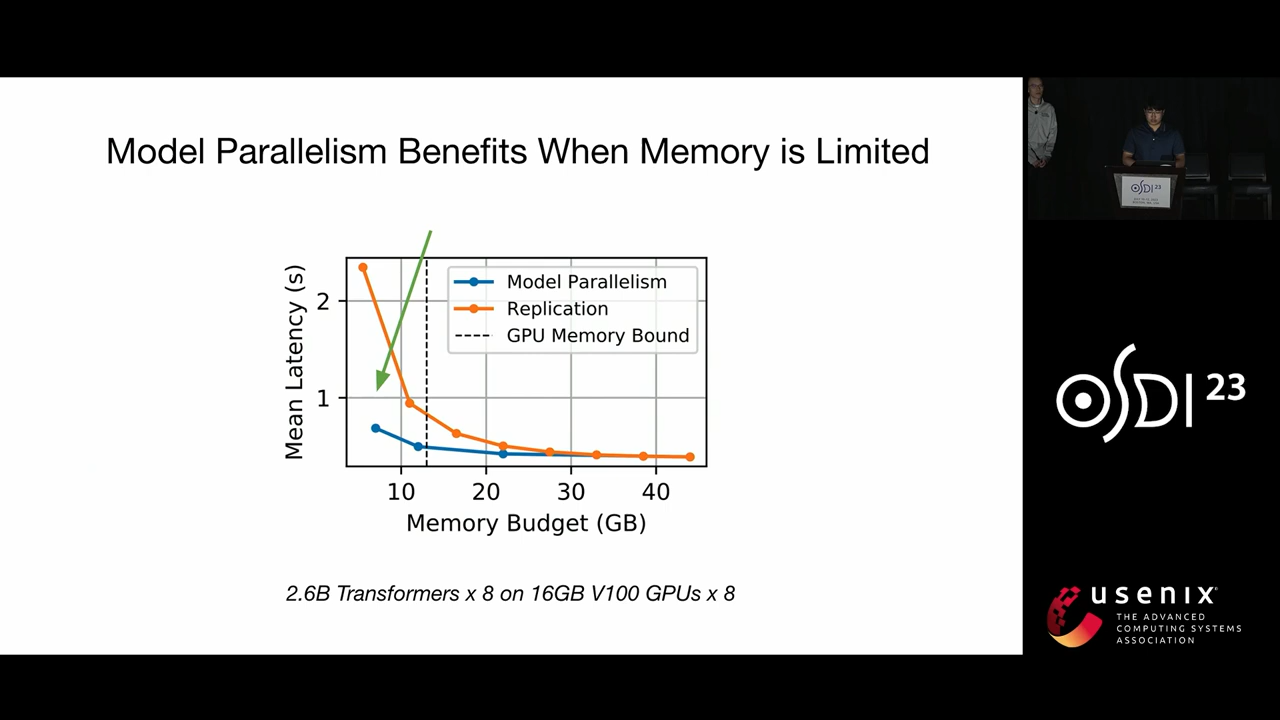 Model Parallelism Benefits When Memory is Limited
Mean Latency (s)
2
1
Model Parallelism
Replication
GPU Memory Bound
10 20 30 40
Memory Budget (GB)
2.6B Transformers x 8 on 16GB V100 GPUs x 8
OSDI 23
OSDI 23
usenix
THE ADVANCED
COMPUTING SYSTEMS
ASSOCIATION